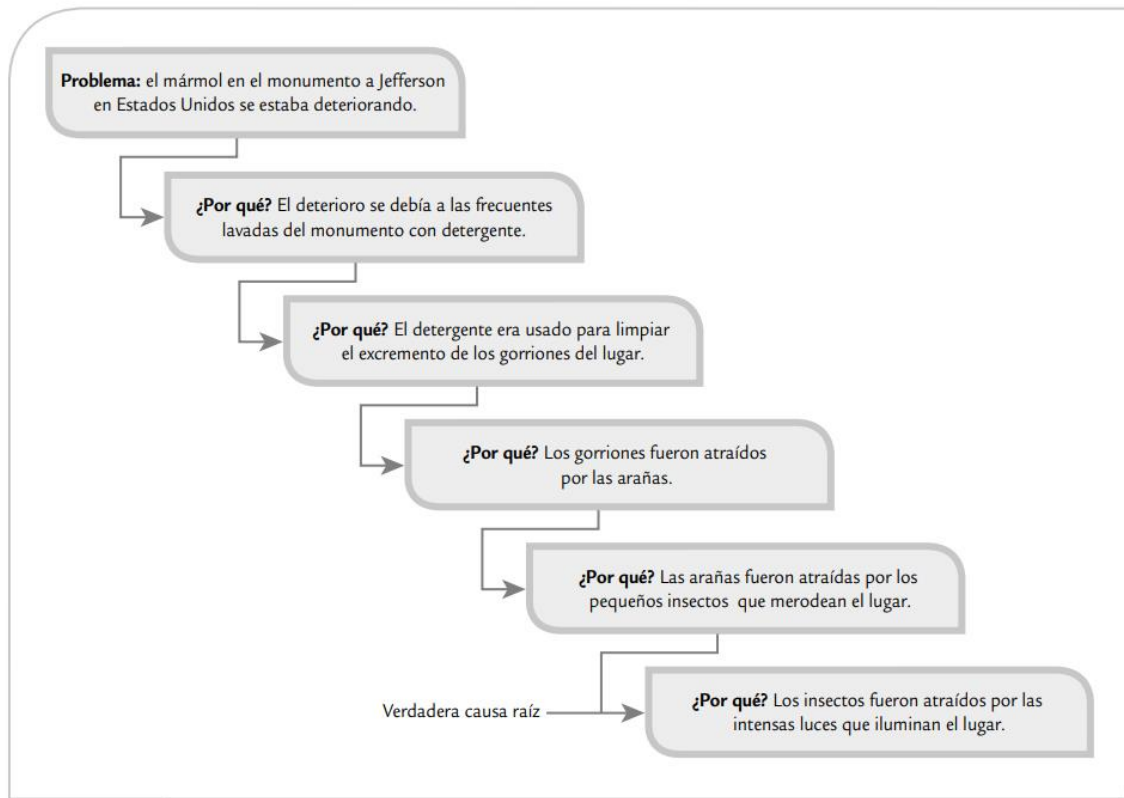 Problema: el mármol en el monumento a Jefferson
en Estados Unidos se estaba deteriorando.
¿Por qué? El deterioro se debía a las frecuentes
lavadas del monumento con detergente.
¿Por qué? El detergente era usado para limpiar
el excremento de los gorriones del lugar.
¿Por qué? Los gorriones fueron atraídos
por las arañas.
¿Por qué? Las arañas fueron atraídas por los
pequeños insectos que merodean el lugar.
Verdadera causa raíz
¿Por qué? Los insectos fueron atraídos por las
intensas luces que iluminan el lugar.